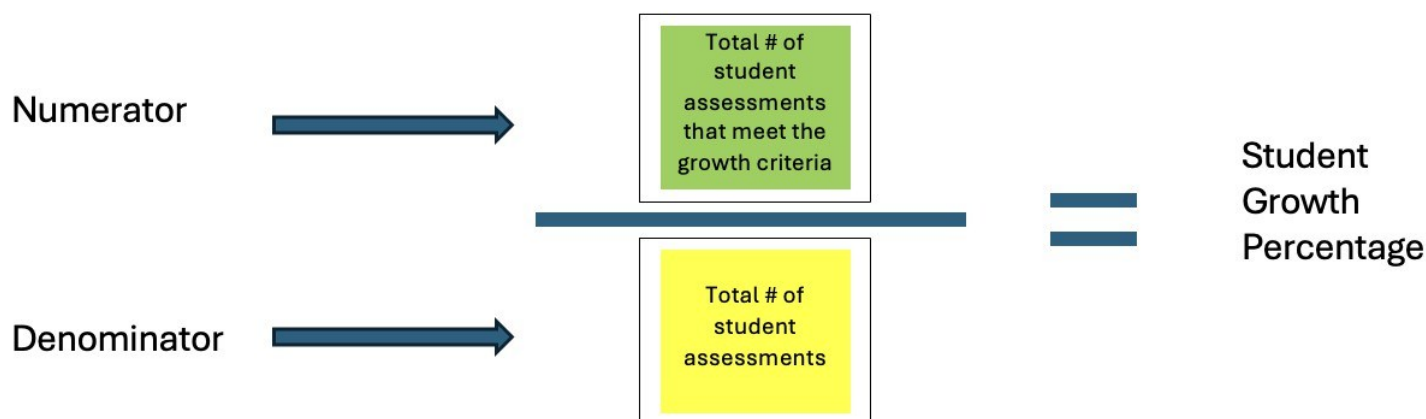 Numerator
Total # of
student
assessments
that meet the
growth criteria
Student
Growth
Percentage
Denominator
Total # of
student
assessments